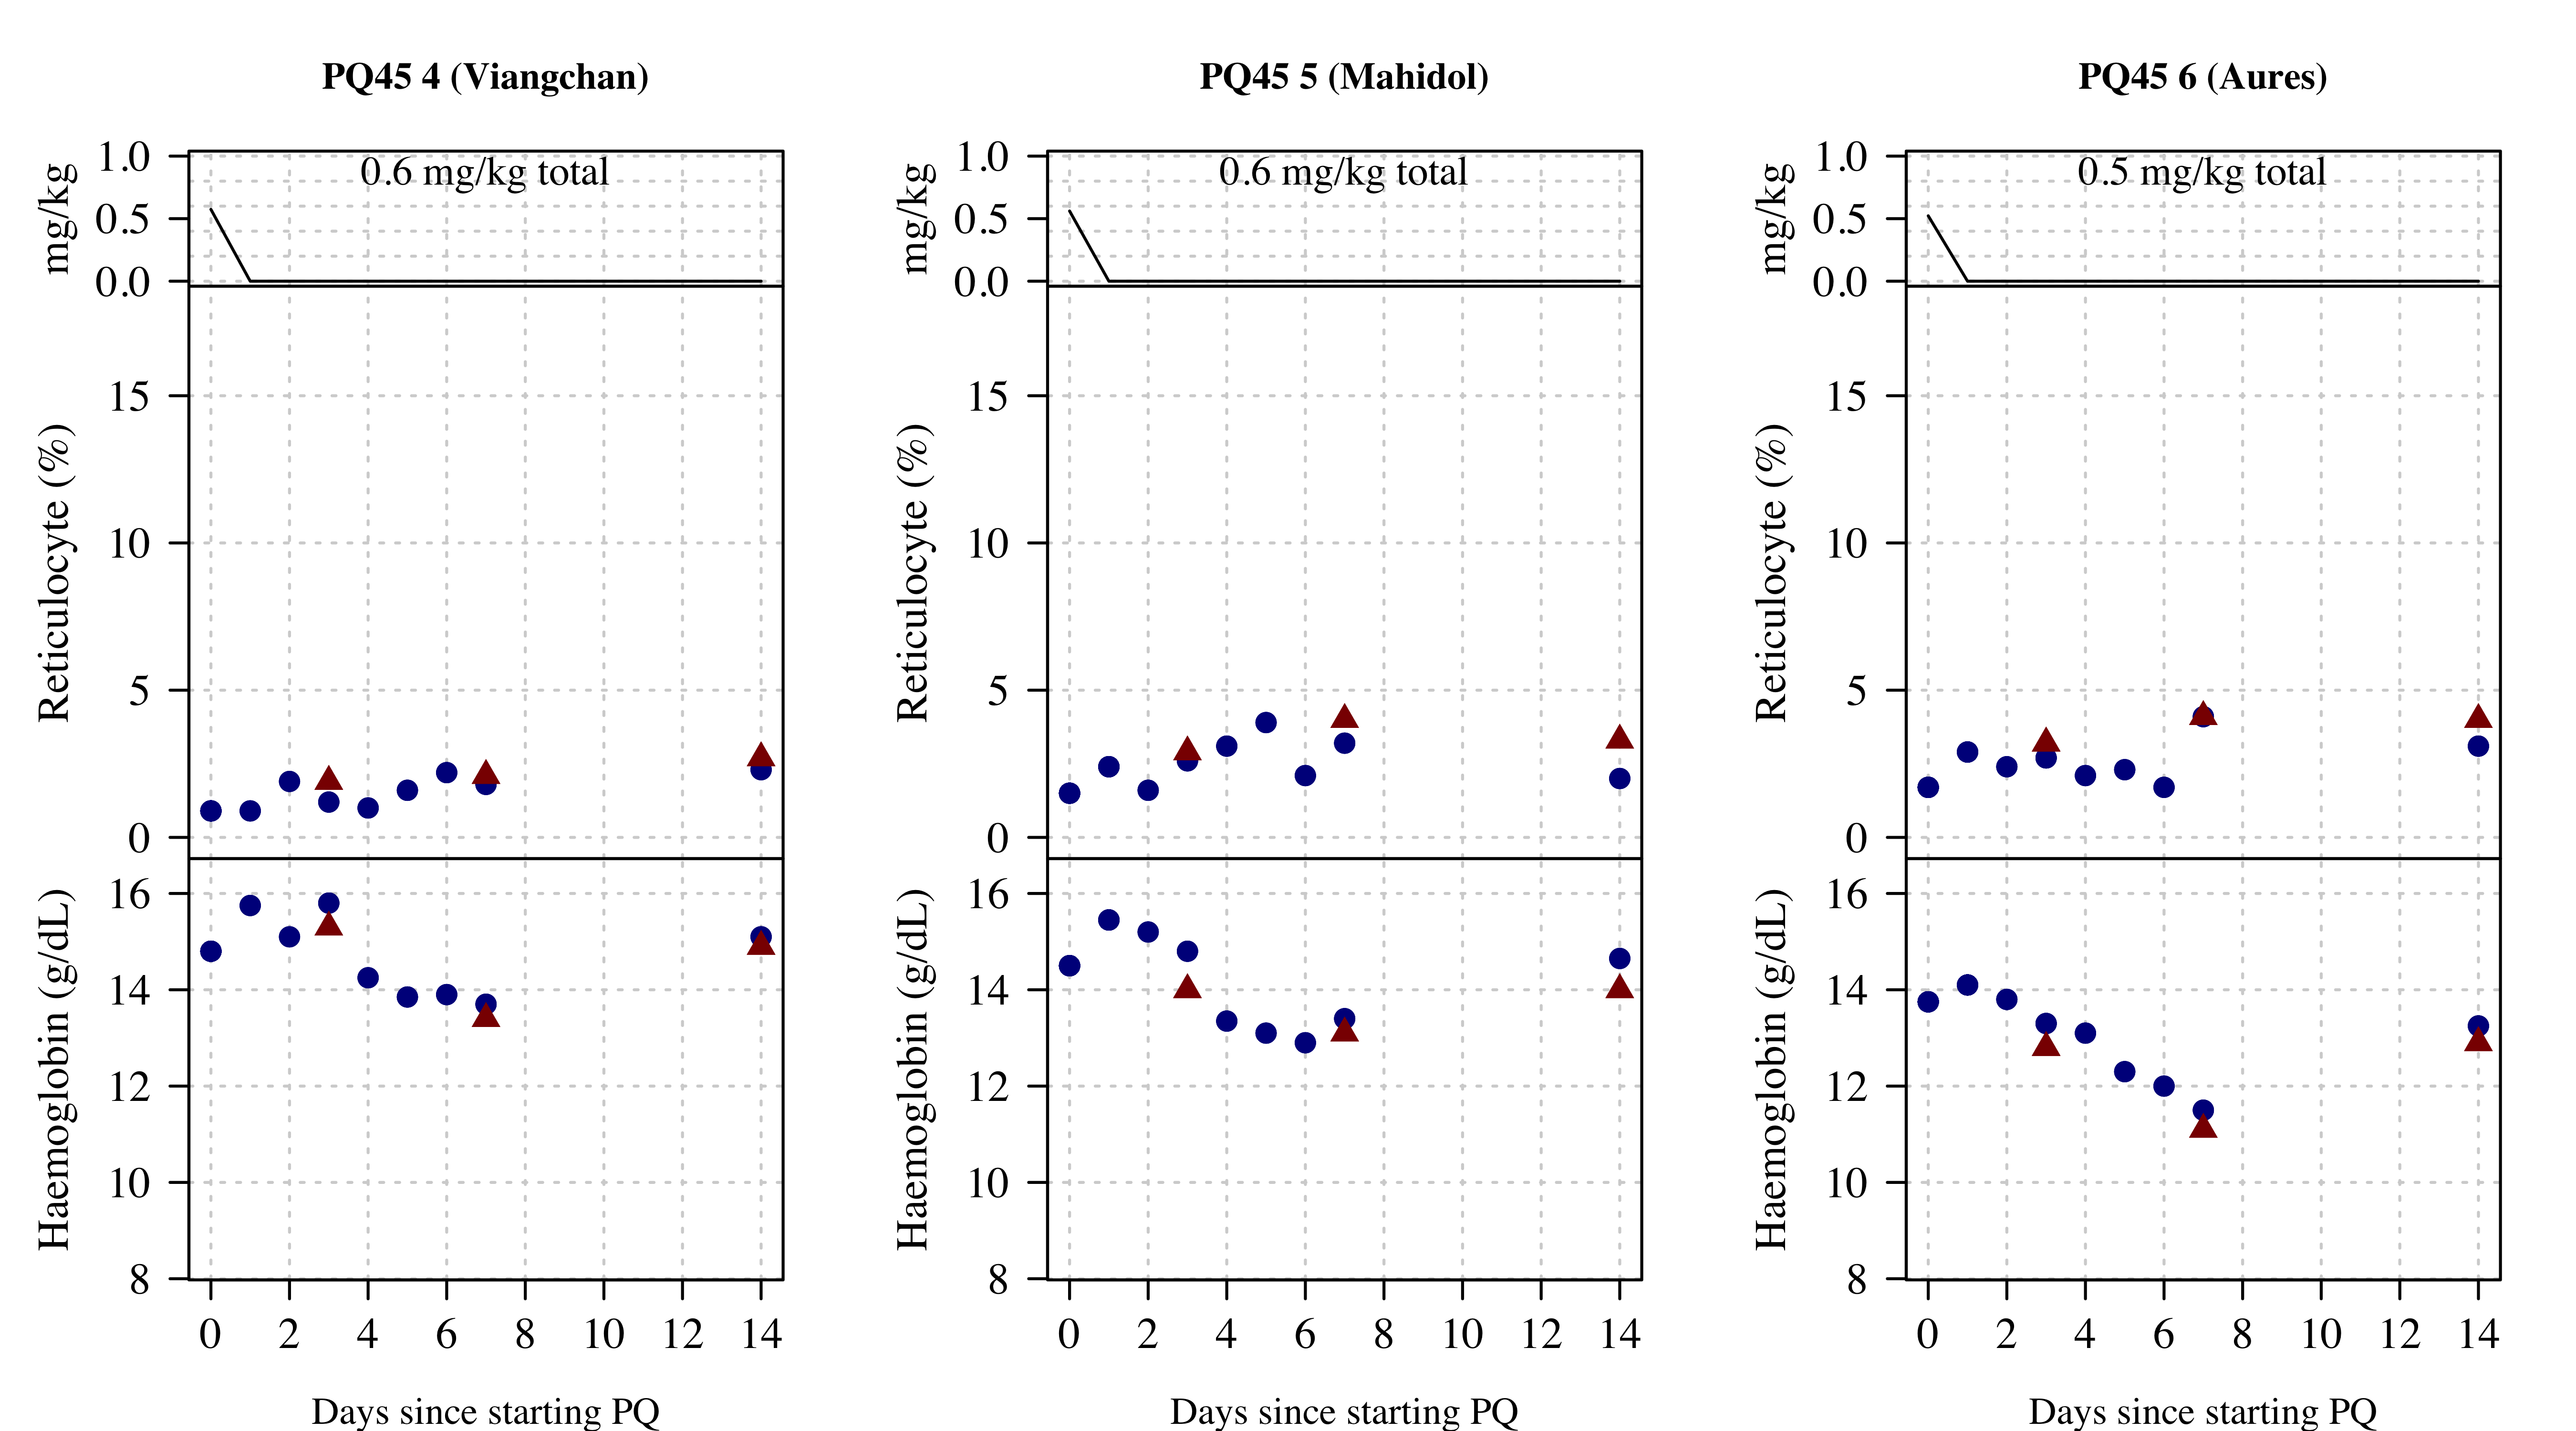 PQ45 4 (Viangchan)
mg/kg
1.0
0.5
0.0
0.6 mg/kg total
Reticulocyte (%)
15
10
5
0
Haemoglobin (g/dL)
16
14
12
10
8
0 2 4 6 8 10 12 14
Days since starting PQ
PQ45 5 (Mahidol)
mg/kg
1.0
0.5
0.0
0.6 mg/kg total
Reticulocyte (%)
15
10
5
0
Haemoglobin (g/dL)
16
14
12
10
8
0 2 4 6 8 10 12 14
Days since starting PQ
PQ45 6 (Aures)
mg/kg
1.0
0.5
0.0
0.5 mg/kg total
Reticulocyte (%)
15
10
5
0
Haemoglobin (g/dL)
16
14
12
10
8
0 2 4 6 8 10 12 14
Days since starting PQ